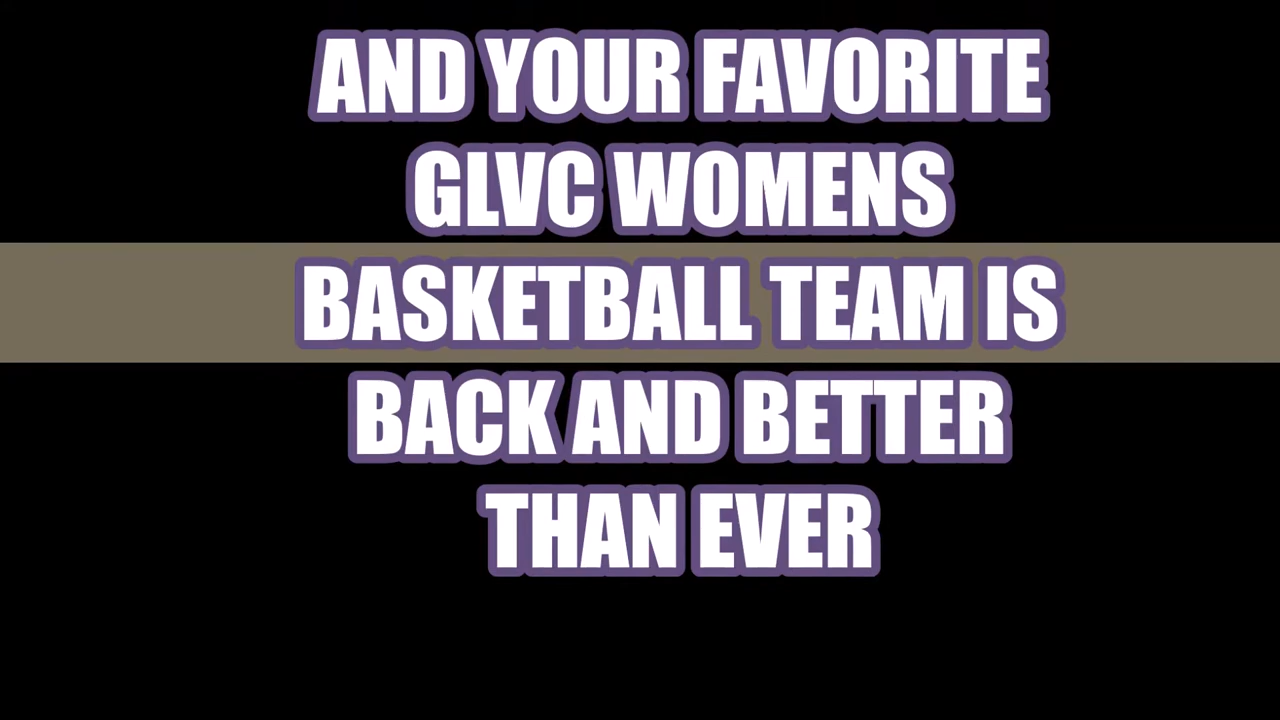 AND YOUR FAVORITE
GLVC WOMENS
BASKETBALL TEAM IS
BACK AND BETTER
THAN EVER